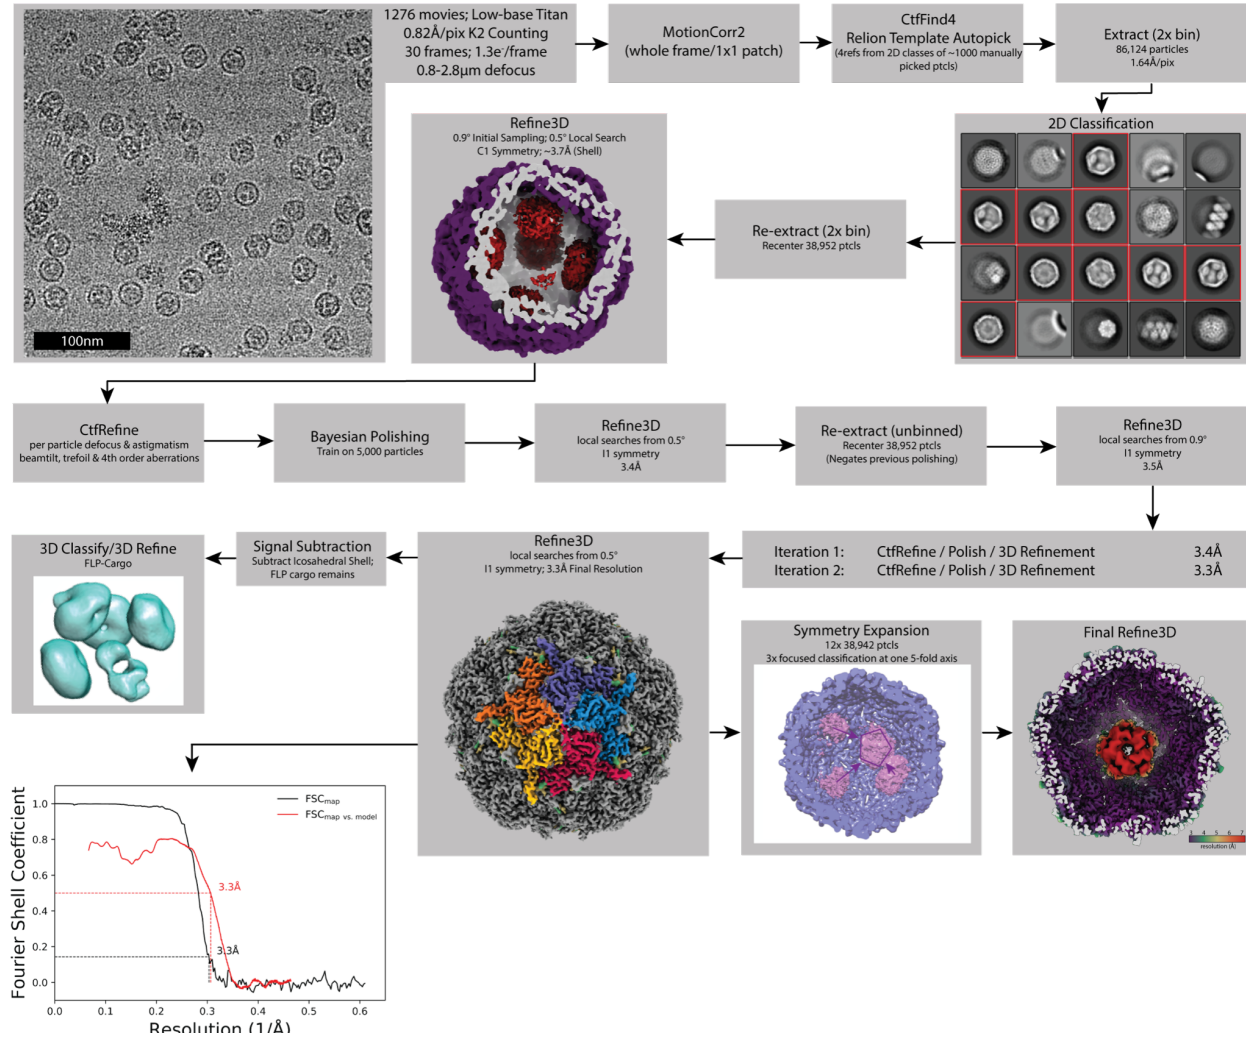 1276 movies; Low-base Titan
0.82Å/pix K2 Counting
30 frames; 1.3e⁻/frame
0.8-2.8μm defocus
MotionCorr2
(whole frame/1x1 patch)
CtfFind4
Relion Template Autopick
(4refs from 2D classes of ~1000 manually
picked ptcls)
Extract (2x bin)
86,124 particles
1.64Å/pix
100nm
Refine3D
0.9° Initial Sampling; 0.5° Local Search
C1 Symmetry; ~3.7Å (Shell)
Re-extract (2x bin)
Recenter 38,952 ptcls
2D Classification
CtfRefine
per particle defocus & astigmatism
beamtilt, trefoil & 4th order aberrations
Bayesian Polishing
Train on 5,000 particles
Refine3D
local searches from 0.5°
I1 symmetry
3.4Å
Re-extract (unbinned)
Recenter 38,952 ptcls
(Negates previous polishing)
Refine3D
local searches from 0.9°
I1 symmetry
3.5Å
3D Classify/3D Refine
FLP-Cargo
Signal Subtraction
Subtract Icosahedral Shell;
FLP cargo remains
Refine3D
local searches from 0.5°
I1 symmetry; 3.3Å Final Resolution
Iteration 1: CtfRefine / Polish / 3D Refinement 3.4Å
Iteration 2: CtfRefine / Polish / 3D Refinement 3.3Å
Symmetry Expansion
12x 38,942 ptcls
3x focused classification at one 5-fold axis
Final Refine3D
3 4 5 6 7
resolution (Å)
Fourier Shell Coefficient
1.0
0.8
0.6
0.4
0.2
0.0
FSCmap
FSCmap vs. model
3.3Å
3.3Å
0.0 0.1 0.2 0.3 0.4 0.5 0.6
Resolution (1/Å)